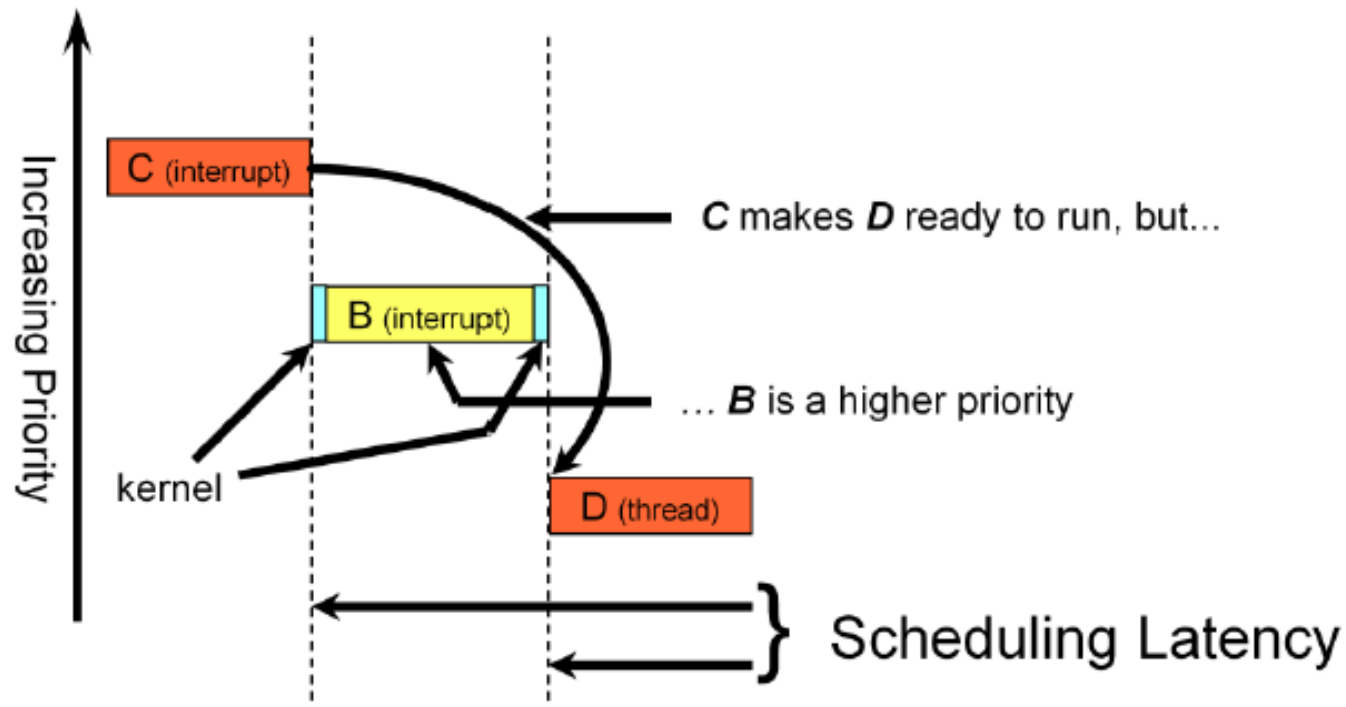 Increasing Priority
C (interrupt)
C makes D ready to run, but...
B (interrupt)
... B is a higher priority
kernel
D (thread)
}
Scheduling Latency